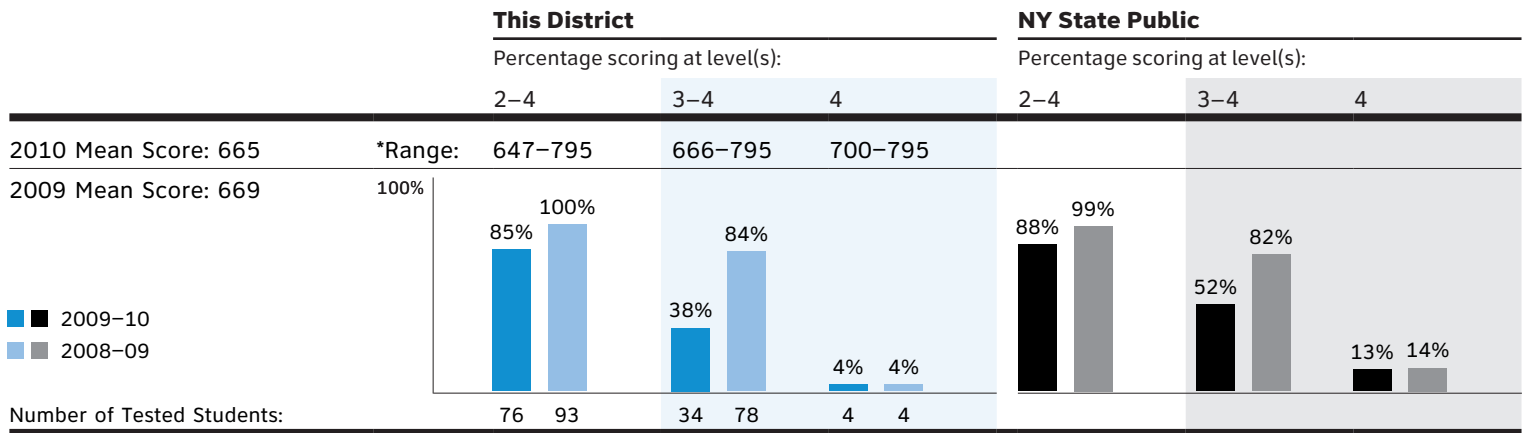 This District NY State Public
Percentage scoring at level(s): Percentage scoring at level(s):
2–4 3–4 4 2–4 3–4 4
2010 Mean Score: 665 *Range: 647–795 666–795 700–795
2009 Mean Score: 669 100%
85% 100% 38% 84% 4% 4% 88% 99% 52% 82% 13% 14%
2009–10
2008–09
Number of Tested Students: 76 93 34 78 4 4